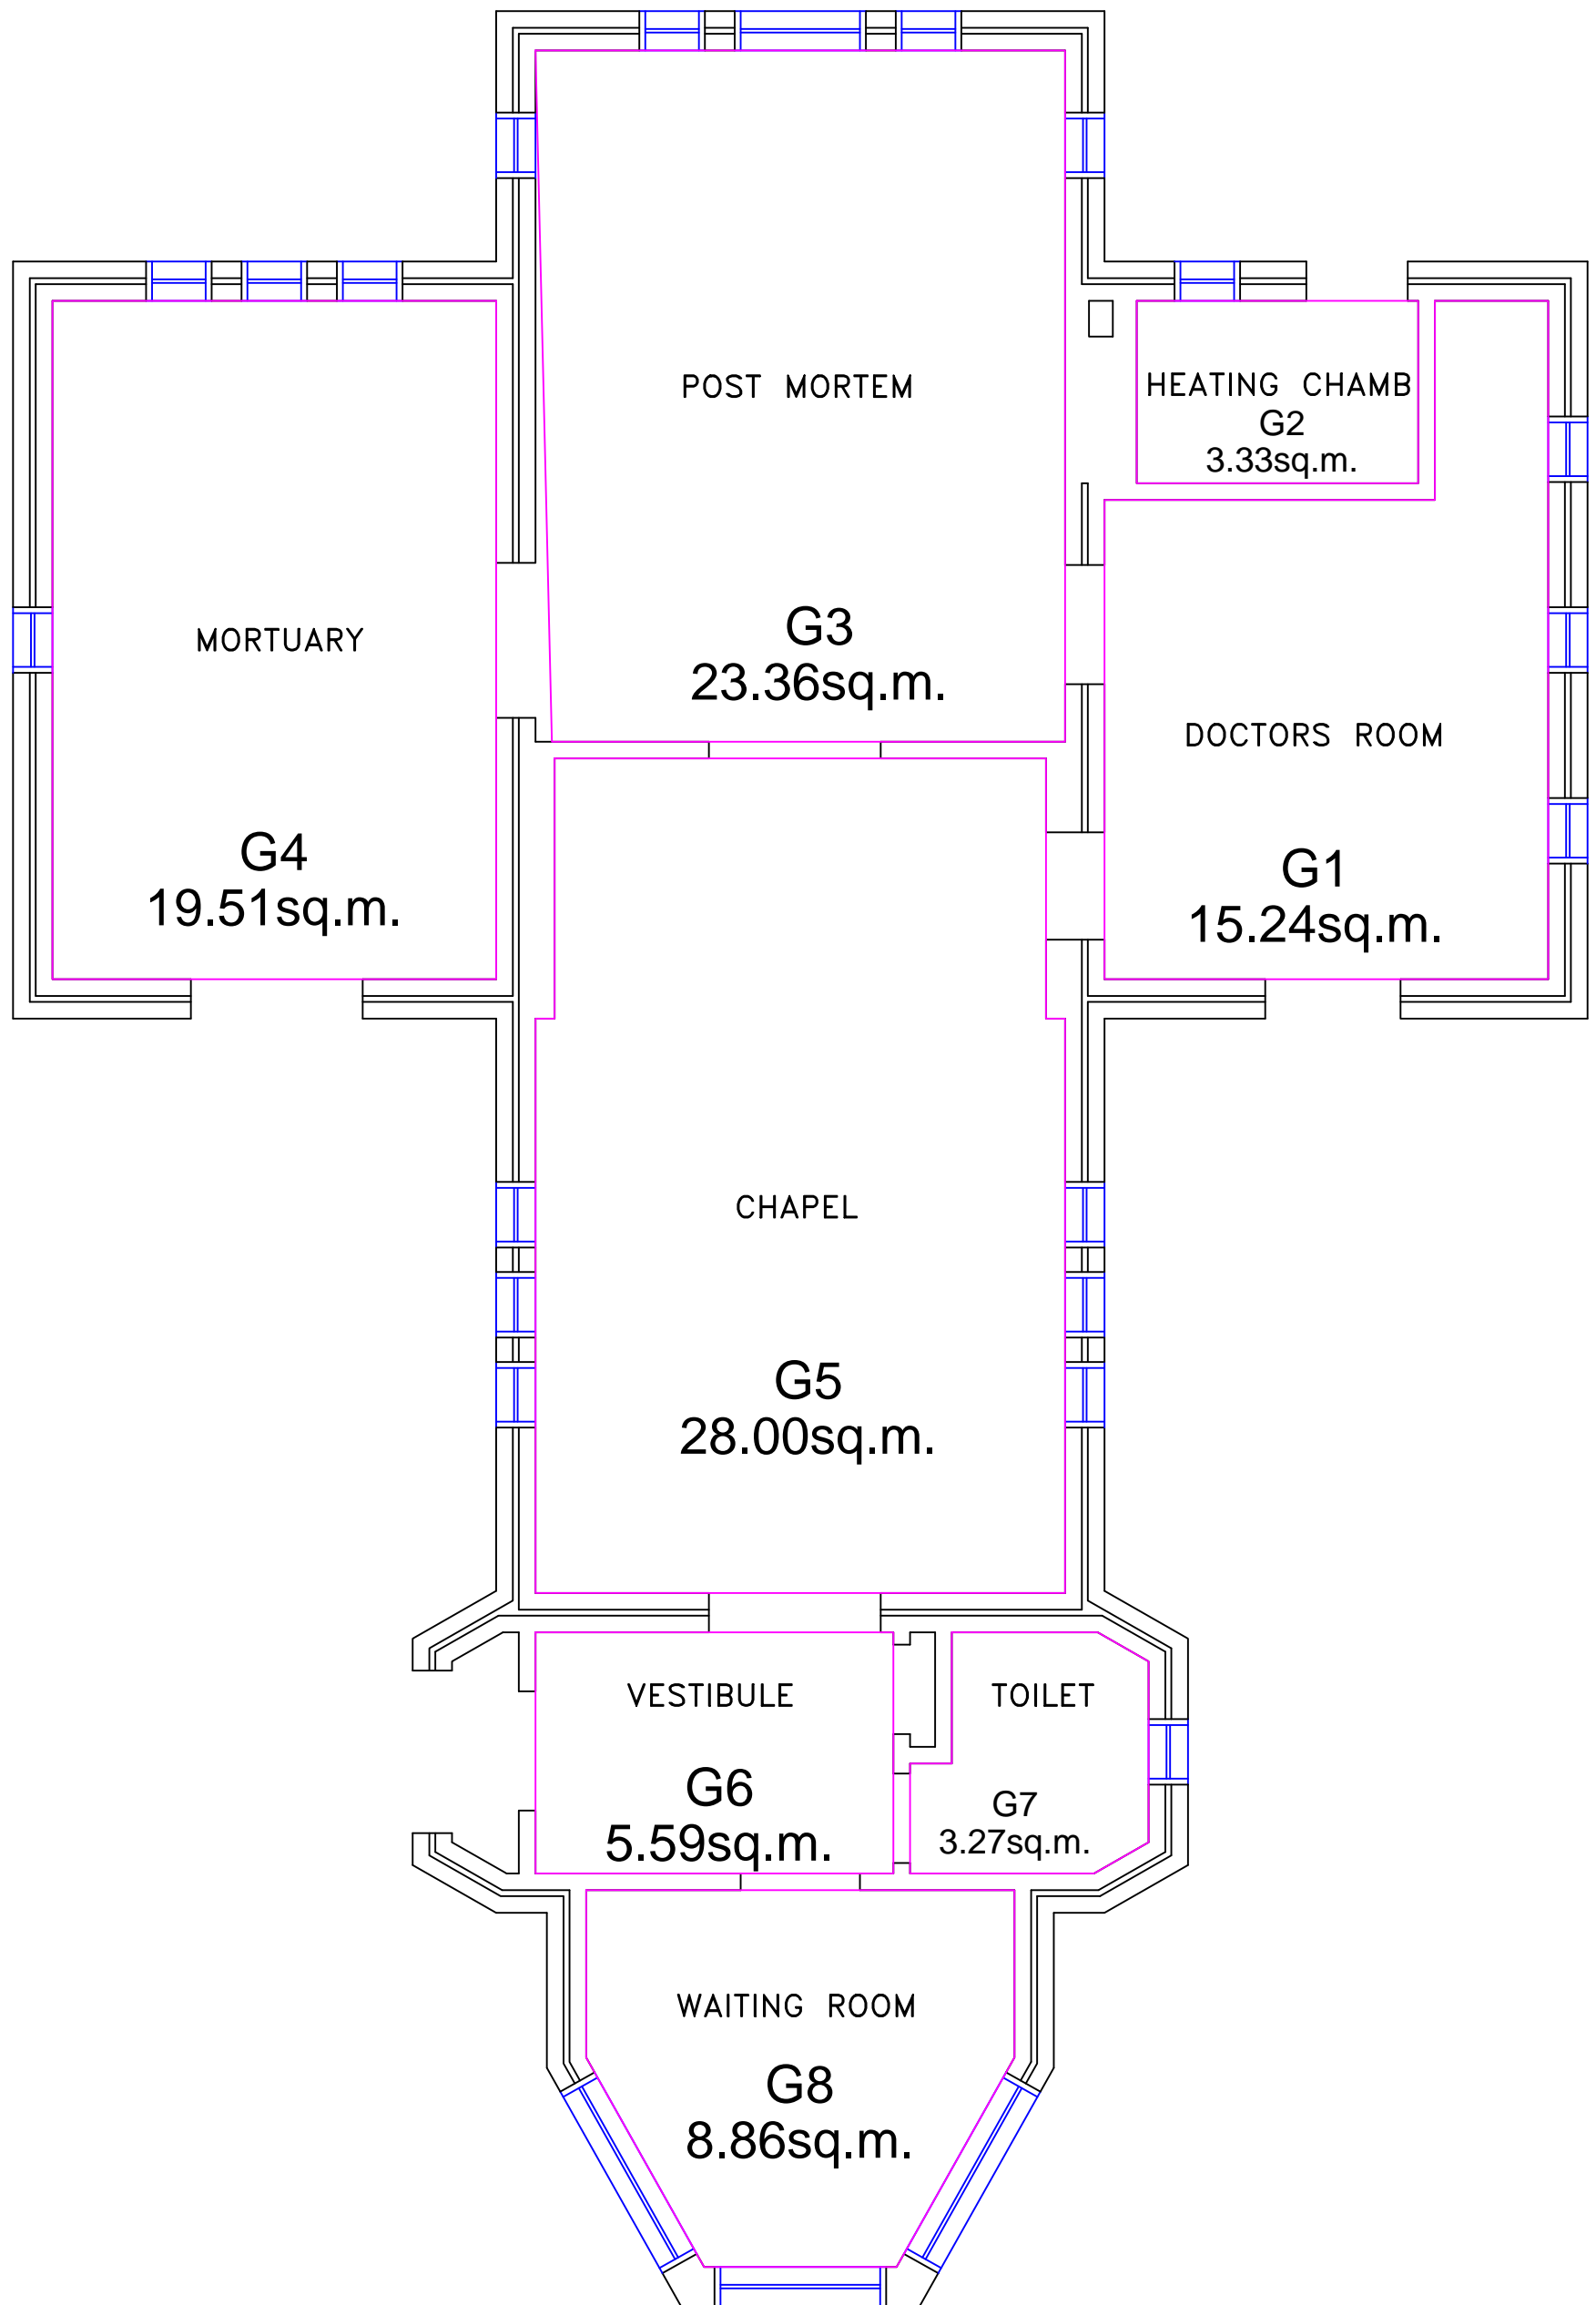 POST MORTEM
HEATING CHAMB
G2
3.33sq.m.
MORTUARY
G3
23.36sq.m.
DOCTORS ROOM
G4
19.51sq.m.
G1
15.24sq.m.
CHAPEL
G5
28.00sq.m.
VESTIBULE
TOILET
G6
5.59sq.m.
G7
3.27sq.m.
WAITING ROOM
G8
8.86sq.m.